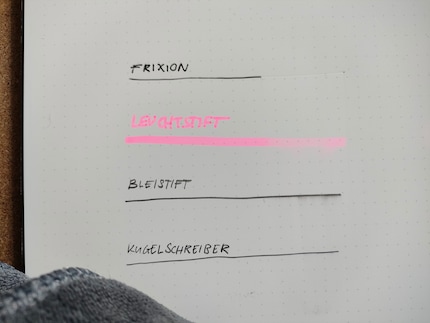 FRIXION
LEUCHTSTIFT
BLEISTIFT
KUGELSCHREIBER